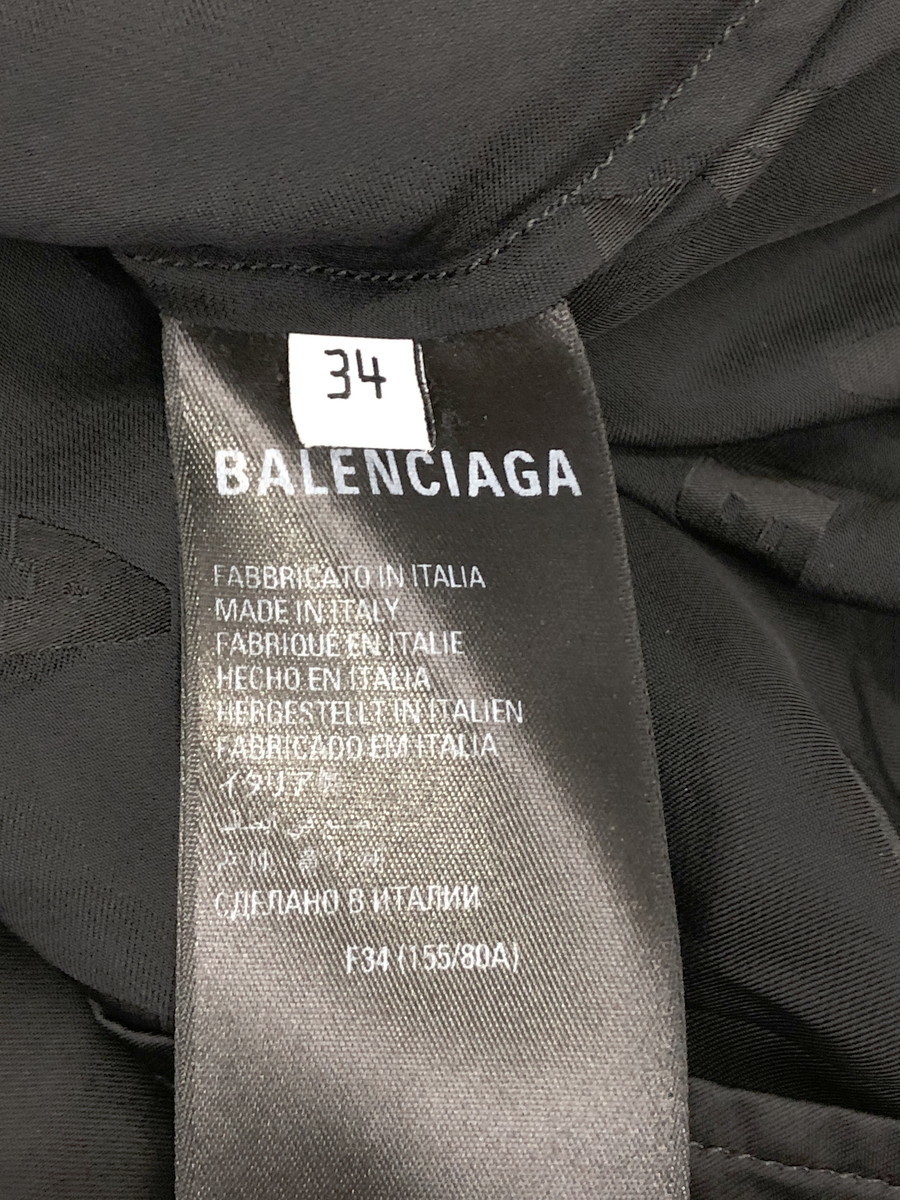 34
BALENCIAGA
FABBRICATO IN ITALIA
MADE IN ITALY
FABRIQUÉ EN ITALIE
HECHO EN ITALIA
HERGESTELLT IN ITALIEN
FABRICADO EM ITALIA
イタリア
СДЕЛАНО В ИТАЛИИ
F34 (155/80A)